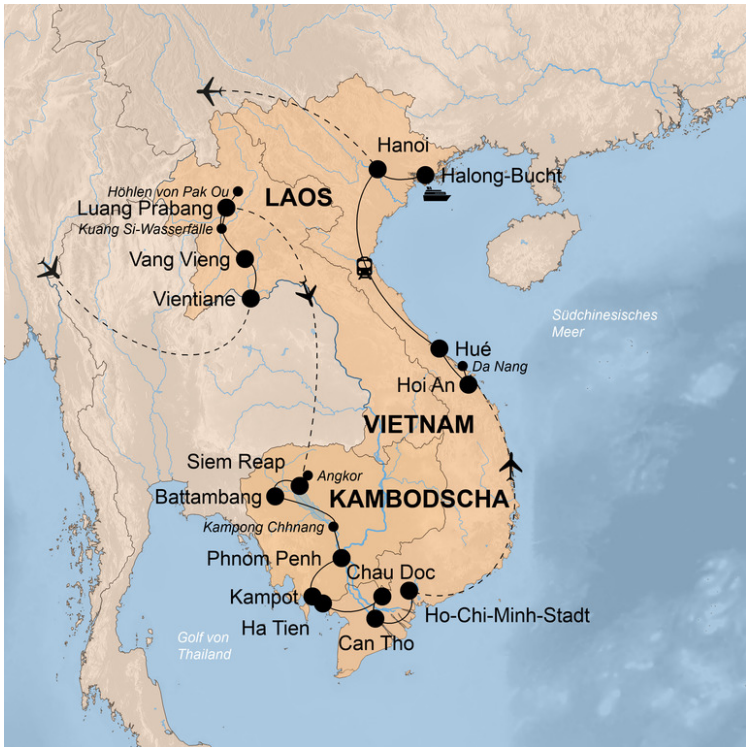 Hanoi
Halong-Bucht
Höhlen von Pak Ou
LAOS
Luang Prabang
Kuang Si-Wasserfälle
Vang Vieng
Vientiane
Südchinesisches
Meer
Hué
Da Nang
Hoi An
VIETNAM
Siem Reap
Angkor
Battambang
KAMBODSCHA
Kampong Chhnang
Phnom Penh
Chau Doc
Kampot
Ho-Chi-Minh-Stadt
Ha Tien
Can Tho
Golf von
Thailand